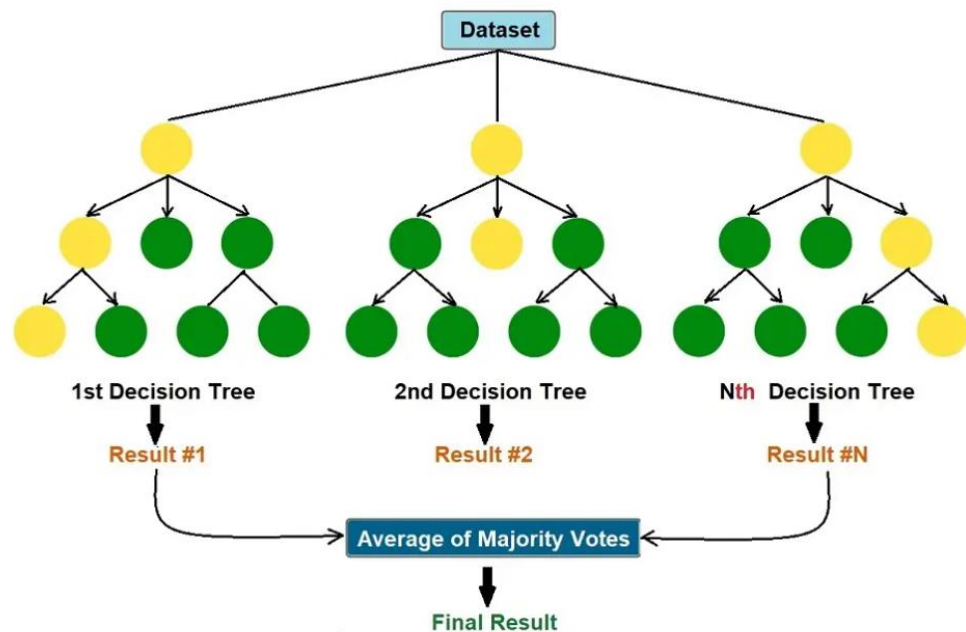 Dataset
1st Decision Tree
2nd Decision Tree
Nth Decision Tree
Result #1
Result #2
Result #N
Average of Majority Votes
Final Result